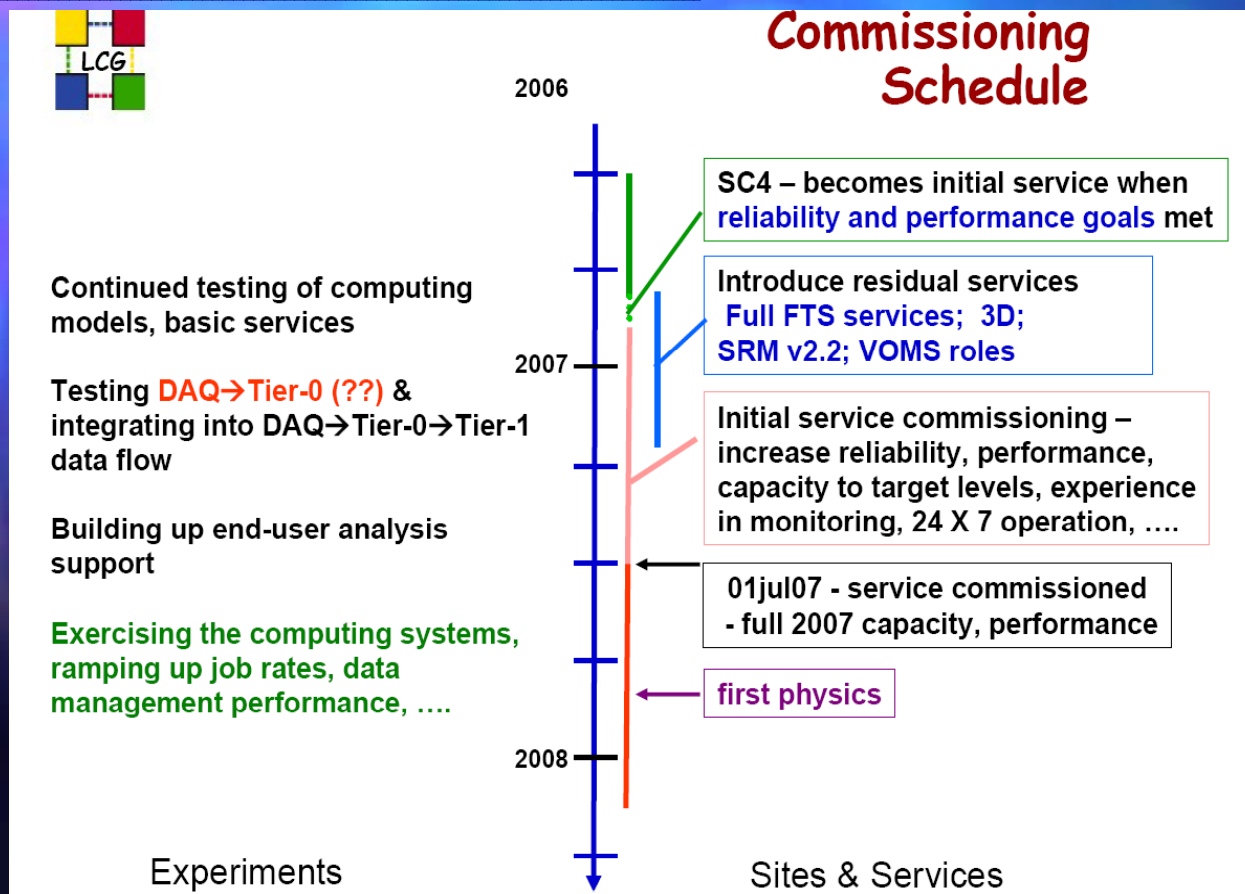 LCG
Commissioning
Schedule
2006
SC4 – becomes initial service when
reliability and performance goals met
Introduce residual services
Full FTS services; 3D;
SRM v2.2; VOMS roles
2007
Initial service commissioning –
increase reliability, performance,
capacity to target levels, experience
in monitoring, 24 X 7 operation, ….
01jul07 - service commissioned
- full 2007 capacity, performance
first physics
2008
Continued testing of computing
models, basic services
Testing DAQ→Tier-0 (??) &
integrating into DAQ→Tier-0→Tier-1
data flow
Building up end-user analysis
support
Exercising the computing systems,
ramping up job rates, data
management performance, ….
Experiments
Sites & Services